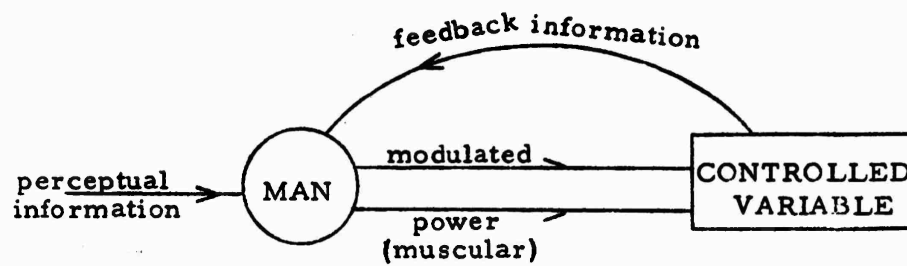 feedback information
modulated
perceptual
information
MAN
CONTROLLED
VARIABLE
power
(muscular)